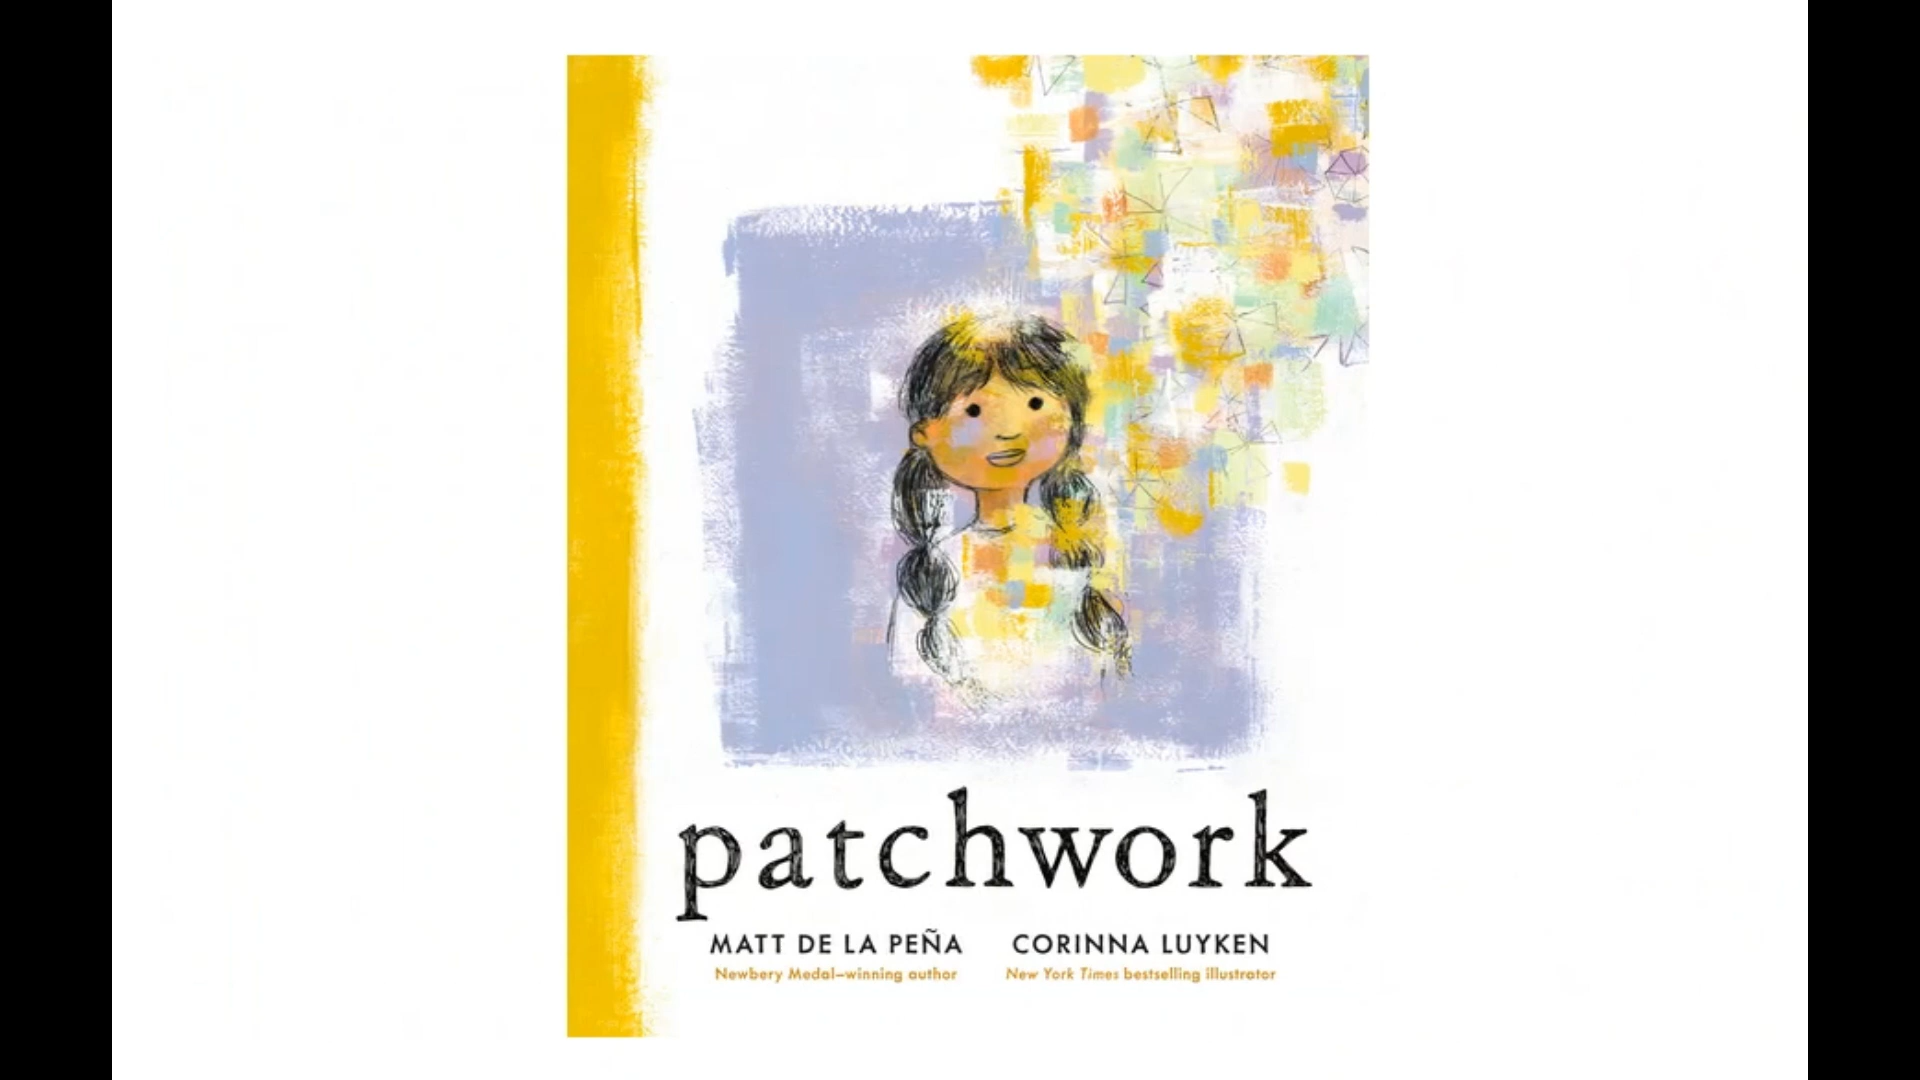 patchwork
MATT DE LA PEÑA
Newbery Medal–winning author
CORINNA LUYKEN
New York Times bestselling illustrator